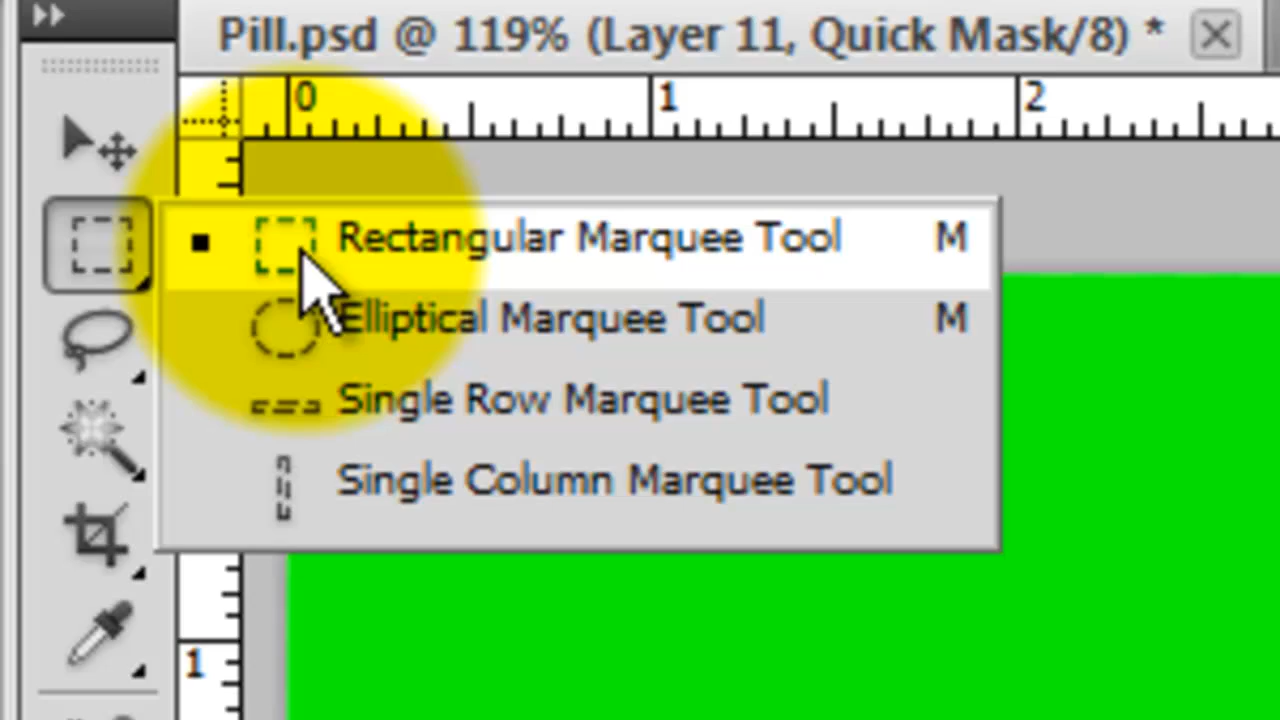 Pill.psd @ 119% (Layer 11, Quick Mask/8) *
0 1 2
Rectangular Marquee Tool M
Elliptical Marquee Tool M
Single Row Marquee Tool
Single Column Marquee Tool
1